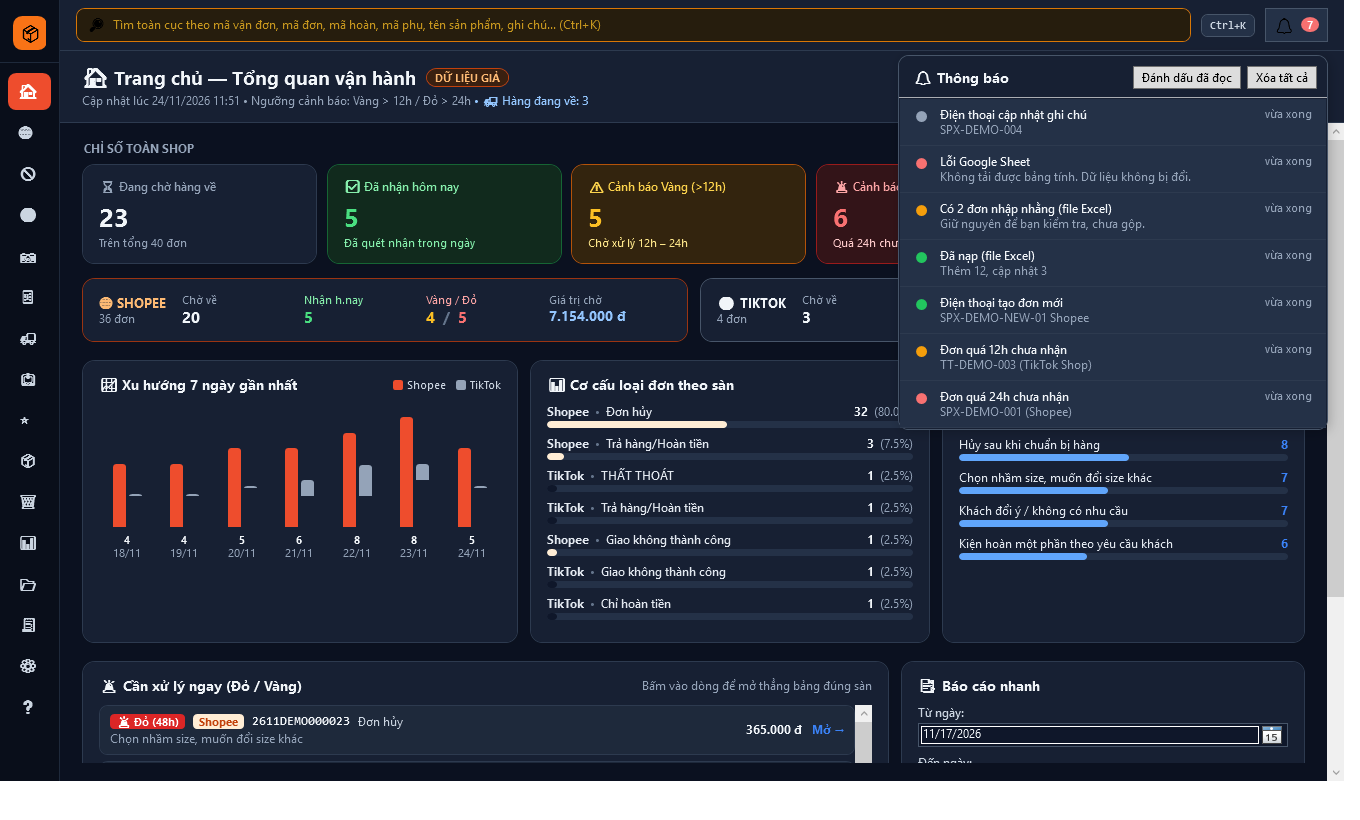 Tìm toàn cục theo mã vận đơn, mã đơn, mã hoàn, mã phụ, tên sản phẩm, ghi chú... (Ctrl+K)
Ctrl+K
7
Trang chủ — Tổng quan vận hành
DỮ LIỆU GIẢ
Cập nhật lúc 24/11/2026 11:51 • Ngưỡng cảnh báo: Vàng > 12h / Đỏ > 24h • Hàng đang về: 3
Thông báo
Đánh dấu đã đọc
Xóa tất cả
Điện thoại cập nhật ghi chú
vừa xong
SPX-DEMO-004
Lỗi Google Sheet
vừa xong
Không tải được bảng tính. Dữ liệu không bị đổi.
Có 2 đơn nhập nhằng (file Excel)
vừa xong
Giữ nguyên để bạn kiểm tra, chưa gộp.
Đã nạp (file Excel)
vừa xong
Thêm 12, cập nhật 3
Điện thoại tạo đơn mới
vừa xong
SPX-DEMO-NEW-01 Shopee
Đơn quá 12h chưa nhận
vừa xong
TT-DEMO-003 (TikTok Shop)
Đơn quá 24h chưa nhận
vừa xong
SPX-DEMO-001 (Shopee)
CHỈ SỐ TOÀN SHOP
Đang chờ hàng về
23
Trên tổng 40 đơn
Đã nhận hôm nay
5
Đã quét nhận trong ngày
Cảnh báo Vàng (>12h)
5
Chờ xử lý 12h – 24h
Cảnh
6
Quá 24h
SHOPEE
36 đơn
Chờ về
20
Nhận h.nay
5
Vàng / Đỏ
4 / 5
Giá trị chờ
7.154.000 đ
TIKTOK
4 đơn
Chờ về
3
Xu hướng 7 ngày gần nhất
Shopee
TikTok
4 4 5 6 8 8 5
18/11 19/11 20/11 21/11 22/11 23/11 24/11
Cơ cấu loại đơn theo sàn
Shopee • Đơn hủy 32
Shopee • Trả hàng/Hoàn tiền 3 (7.5%)
TikTok • THẤT THOÁT 1 (2.5%)
TikTok • Trả hàng/Hoàn tiền 1 (2.5%)
Shopee • Giao không thành công 1 (2.5%)
TikTok • Giao không thành công 1 (2.5%)
TikTok • Chỉ hoàn tiền 1 (2.5%)
Hủy sau khi chuẩn bị hàng 8
Chọn nhầm size, muốn đổi size khác 7
Khách đổi ý / không có nhu cầu 7
Kiện hoàn một phần theo yêu cầu khách 6
Cần xử lý ngay (Đỏ / Vàng)
Bấm vào dòng để mở thẳng bảng đúng sàn
Đỏ (48h) Shopee 2611DEMO000023 Đơn hủy
Chọn nhầm size, muốn đổi size khác
365.000 đ Mở →
Báo cáo nhanh
Từ ngày:
11/17/2026
15
Đến ngày: